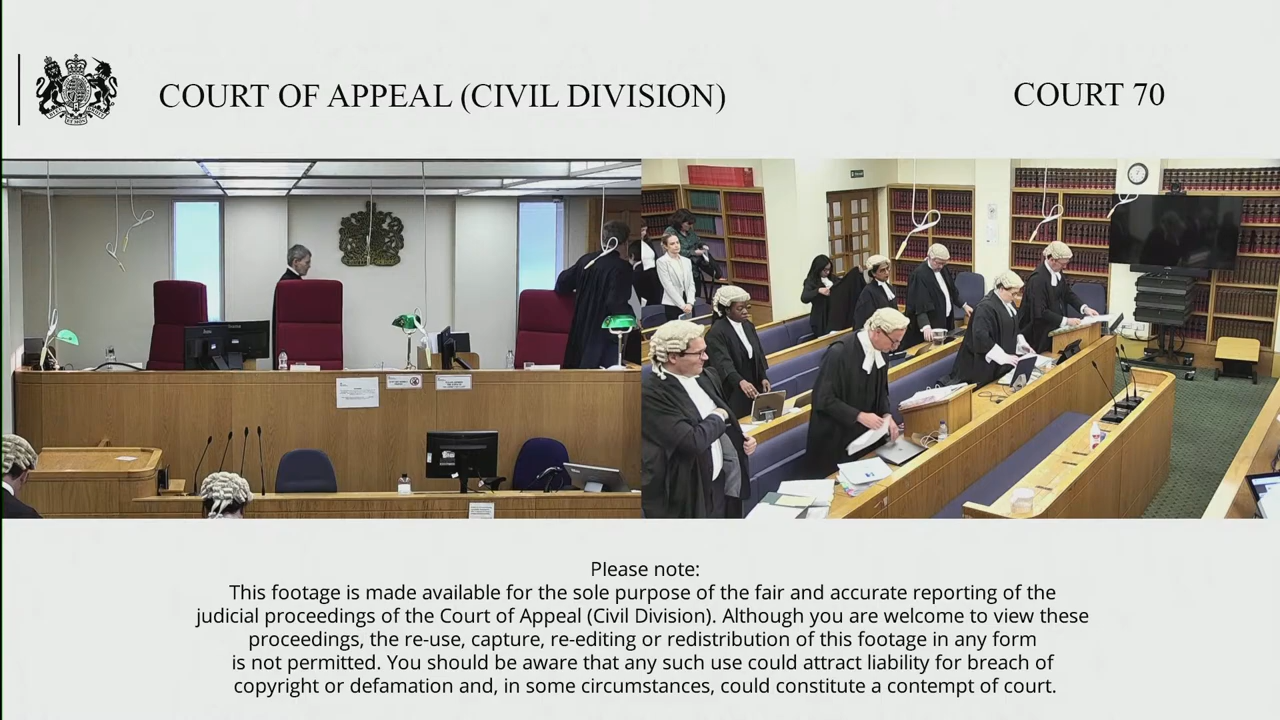 COURT OF APPEAL (CIVIL DIVISION)
COURT 70
Please note:
This footage is made available for the sole purpose of the fair and accurate reporting of the
judicial proceedings of the Court of Appeal (Civil Division). Although you are welcome to view these
proceedings, the re-use, capture, re-editing or redistribution of this footage in any form
is not permitted. You should be aware that any such use could attract liability for breach of
copyright or defamation and, in some circumstances, could constitute a contempt of court.